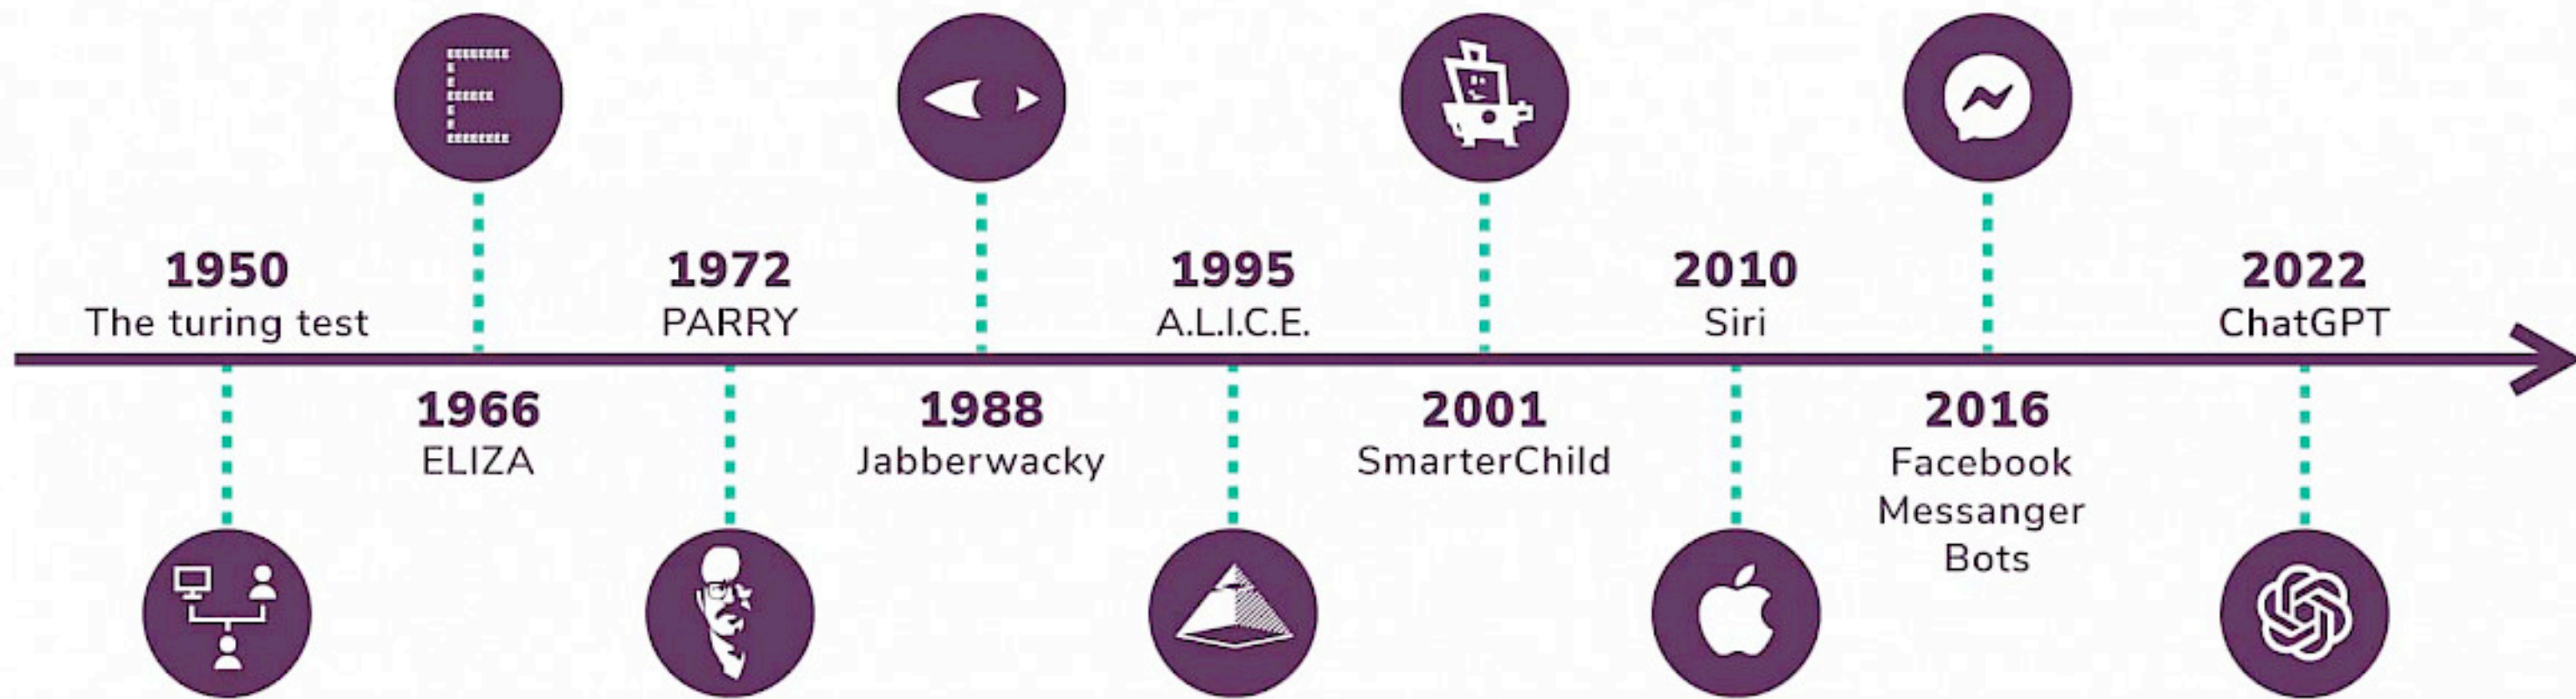 1950
The turing test
1966
ELIZA
1972
PARRY
1988
Jabberwacky
1995
A.L.I.C.E.
2001
SmarterChild
2010
Siri
2016
Facebook
Messanger
Bots
2022
ChatGPT